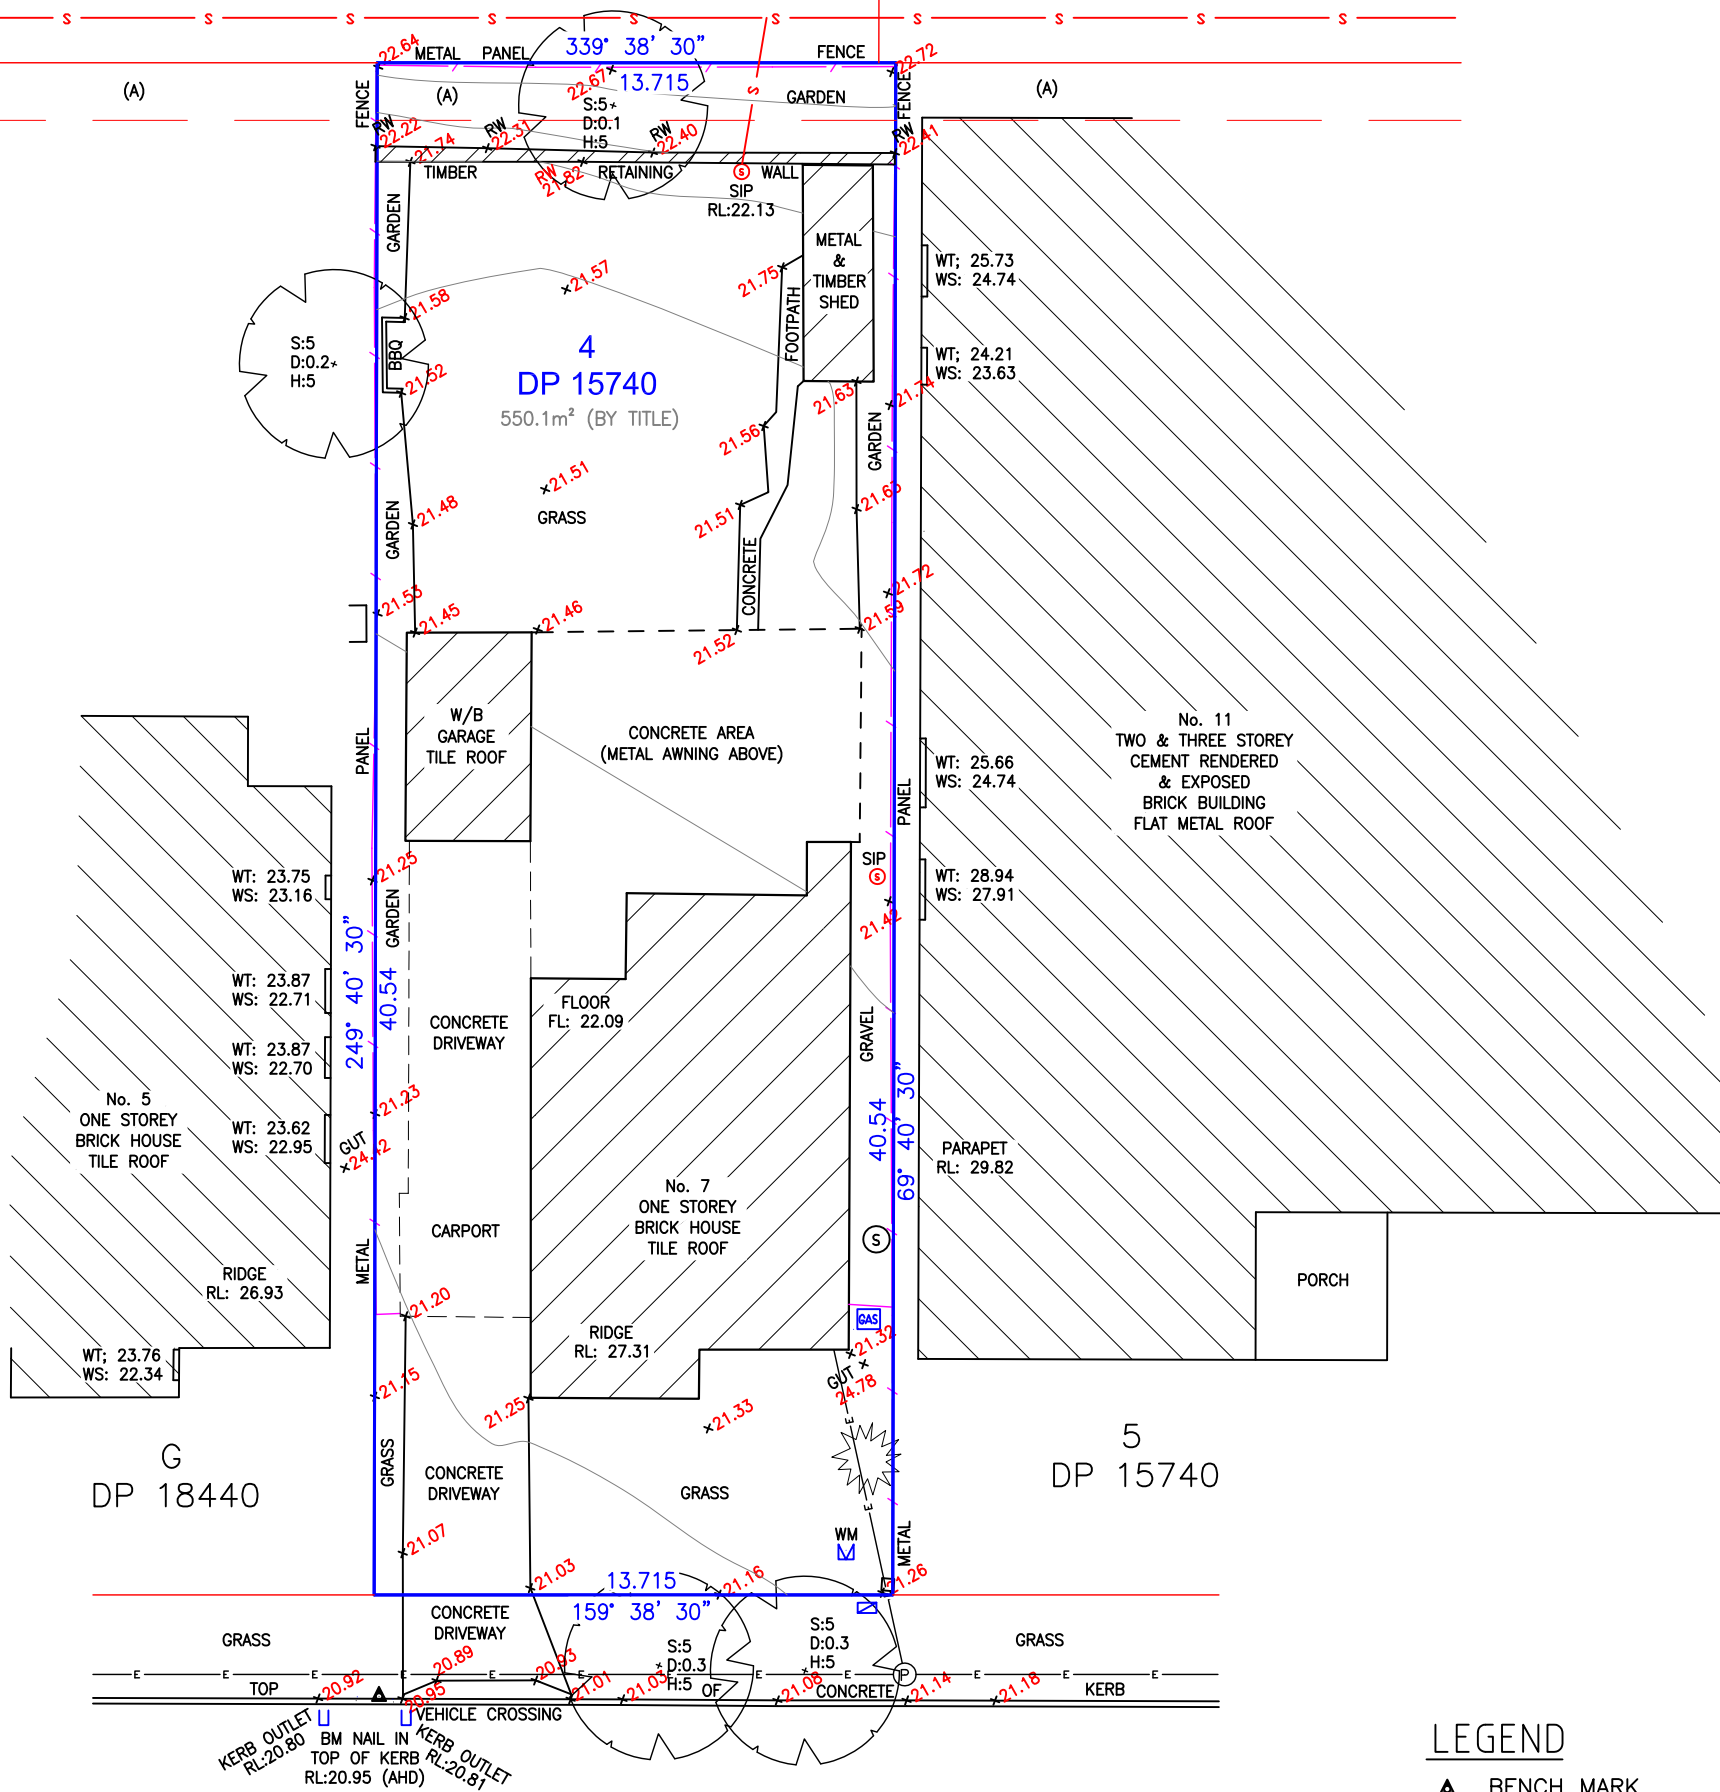 S S S S S S S S S S
22.64
METAL PANEL
339° 38' 30"
FENCE
22.72
(A)
FENCE
(A)
22.67
13.715
S
GARDEN
FENCE
(A)
S:5
D:0.1
H:5
RW
22.22
RW
22.31
RW
22.40
RW
22.41
21.74
TIMBER
RW
21.82
RETAINING
S
WALL
SIP
RL:22.13
GARDEN
METAL
&
TIMBER
SHED
WT; 25.73
WS: 24.74
21.57
21.75
FOOTPATH
21.58
S:5
D:0.2
H:5
BBQ
4
DP 15740
550.1m² (BY TITLE)
WT; 24.21
WS: 23.63
21.52
21.63
21.74
21.56
GARDEN
21.51
GRASS
21.48
GARDEN
21.51
21.63
CONCRETE
21.72
21.53
21.45
21.46
21.52
21.59
W/B
GARAGE
TILE ROOF
CONCRETE AREA
(METAL AWNING ABOVE)
PANEL
PANEL
No. 11
TWO & THREE STOREY
CEMENT RENDERED
& EXPOSED
BRICK BUILDING
FLAT METAL ROOF
WT: 25.66
WS: 24.74
SIP
S
21.25
WT: 23.75
WS: 23.16
WT: 28.94
WS: 27.91
21.42
GARDEN
249° 40' 30"
40.54
WT: 23.87
WS: 22.71
FLOOR
FL: 22.09
CONCRETE
DRIVEWAY
GRAVEL
WT: 23.87
WS: 22.70
No. 5
ONE STOREY
BRICK HOUSE
TILE ROOF
21.23
WT: 23.62
WS: 22.95
GUT
24.42
40.54
69° 40' 30"
PARAPET
RL: 29.82
No. 7
ONE STOREY
BRICK HOUSE
TILE ROOF
CARPORT
S
METAL
RIDGE
RL: 26.93
PORCH
21.20
GAS
RIDGE
RL: 27.31
21.32
WT; 23.76
WS: 22.34
21.15
GUT
24.78
21.25
21.33
E
G
DP 18440
5
DP 15740
GRASS
CONCRETE
DRIVEWAY
GRASS
E
WM
METAL
21.07
21.03
13.715
21.16
21.26
159° 38' 30"
CONCRETE
DRIVEWAY
GRASS
S:5
D:0.3
H:5
S:5
D:0.3
H:5
GRASS
E E E E E E E E E E E E
P
20.89
20.93
TOP
20.92
20.95
21.01
21.03
OF
21.08
CONCRETE
21.14
21.18
KERB
VEHICLE CROSSING
KERB OUTLET
RL:20.80
BM NAIL IN
TOP OF KERB
RL:20.95 (AHD)
KERB OUTLET
RL:20.81
LEGEND
BENCH MARK